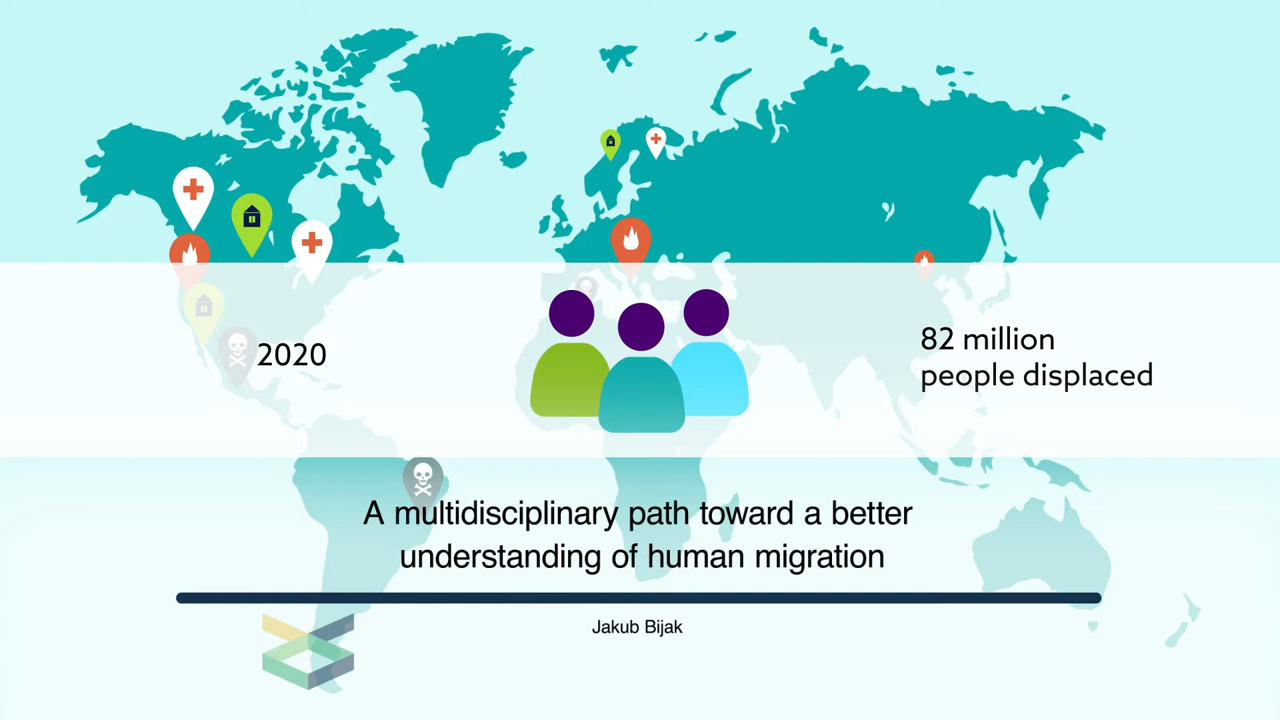 2020
82 million
people displaced
A multidisciplinary path toward a better
understanding of human migration
Jakub Bijak